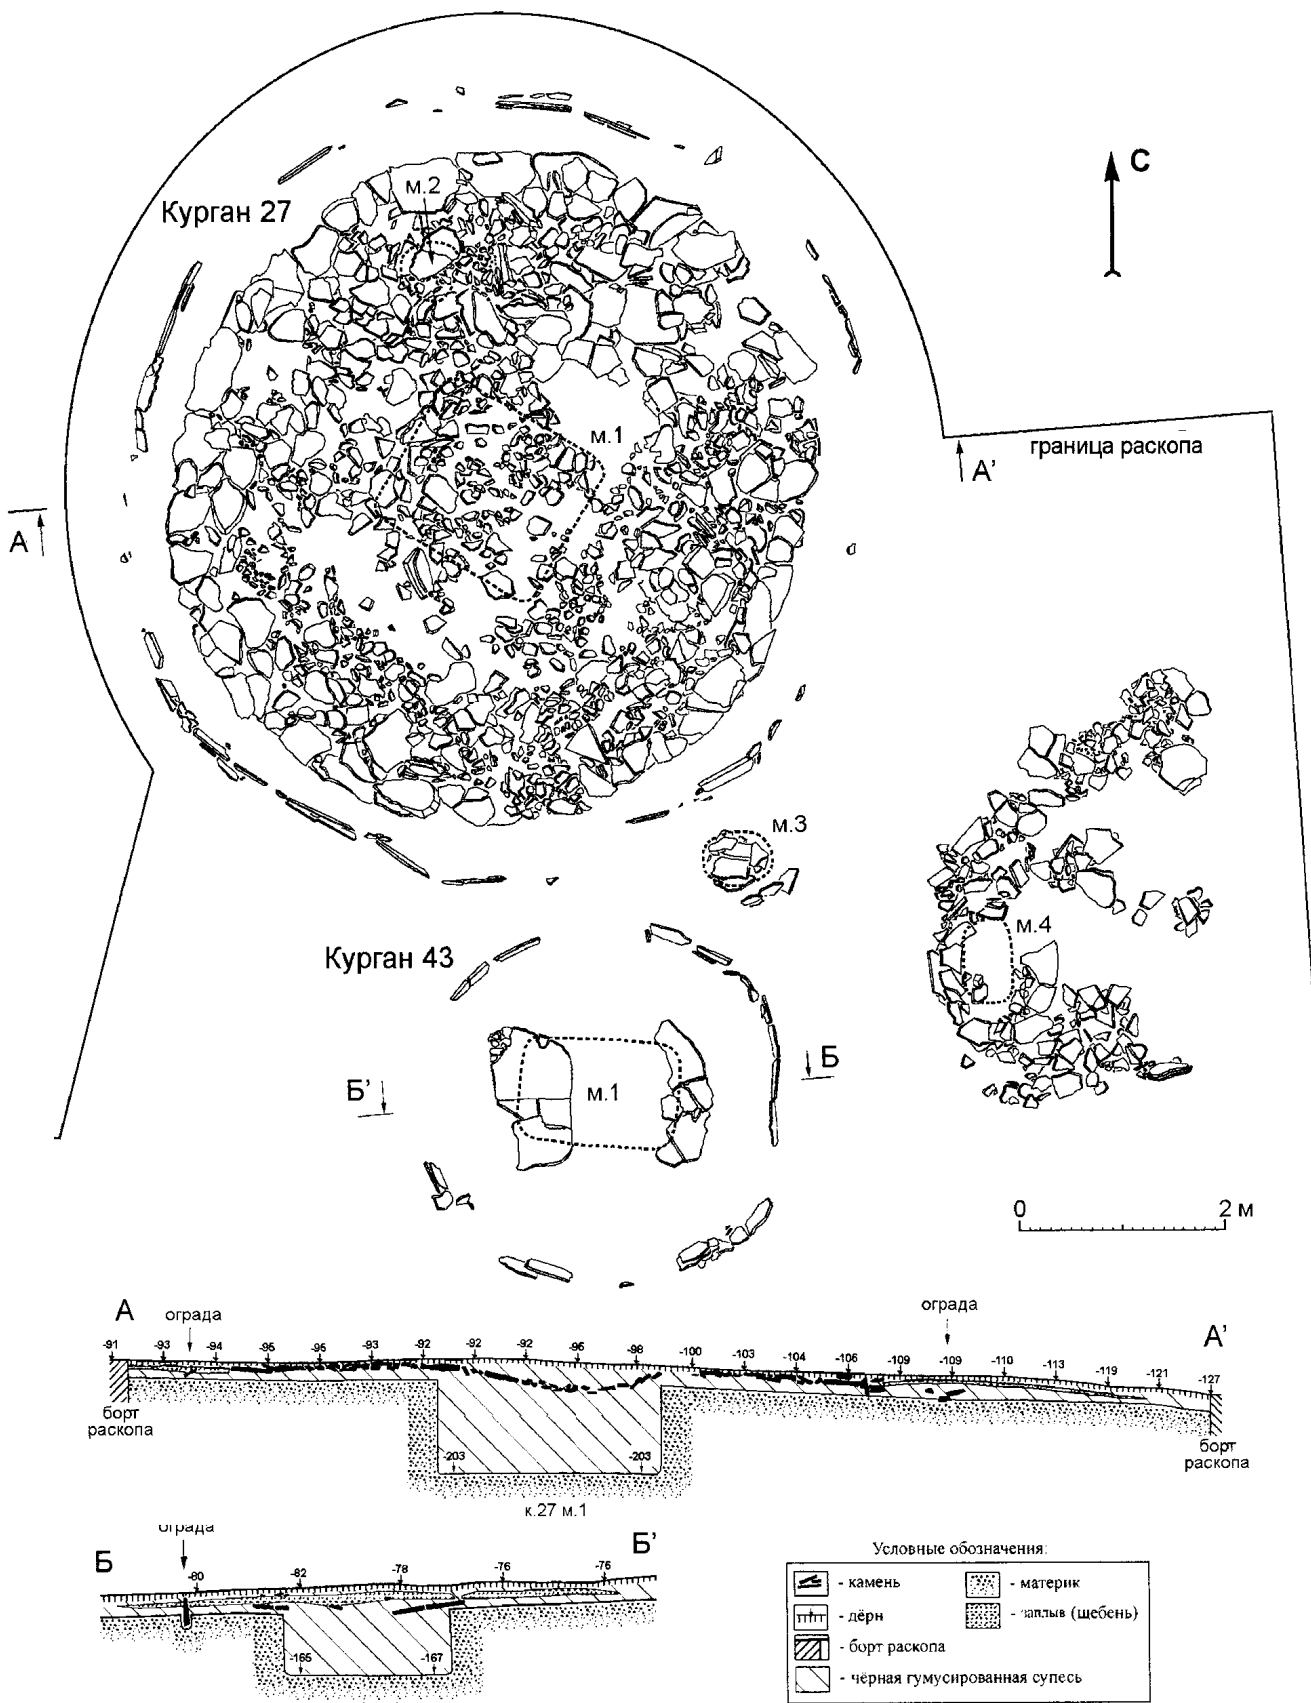 С
м.2
Курган 27
м.1
граница раскопа
А'
А
м.3
м.4
Курган 43
Б
Б'
м.1
0 2 м
А ограда ограда А'
-91 -93 -94 -95 -95 -93 -92 -92 -92 -96 -98 -100 -103 -104 -106 -109 -109 -110 -113 -119 -121 -127
борт
раскопа
-203 -203
борт
раскопа
к.27 м.1
ограда
Б Б'
-80 -82 -78 -76 -76
-165 -167
Условные обозначения:
- камень
- материк
- дёрн
- заплыв (щебень)
- борт раскопа
- чёрная гумусированная супесь